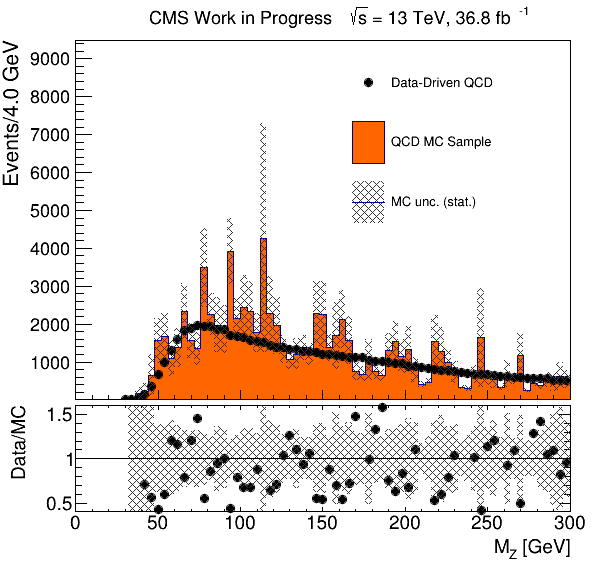 CMS Work in Progress √s = 13 TeV, 36.8 fb⁻¹
Events/4.0 GeV
9000
8000
7000
6000
5000
4000
3000
2000
1000
Data-Driven QCD
QCD MC Sample
MC unc. (stat.)
Data/MC
1.5
1
0.5
0 50 100 150 200 250 300
M_Z [GeV]